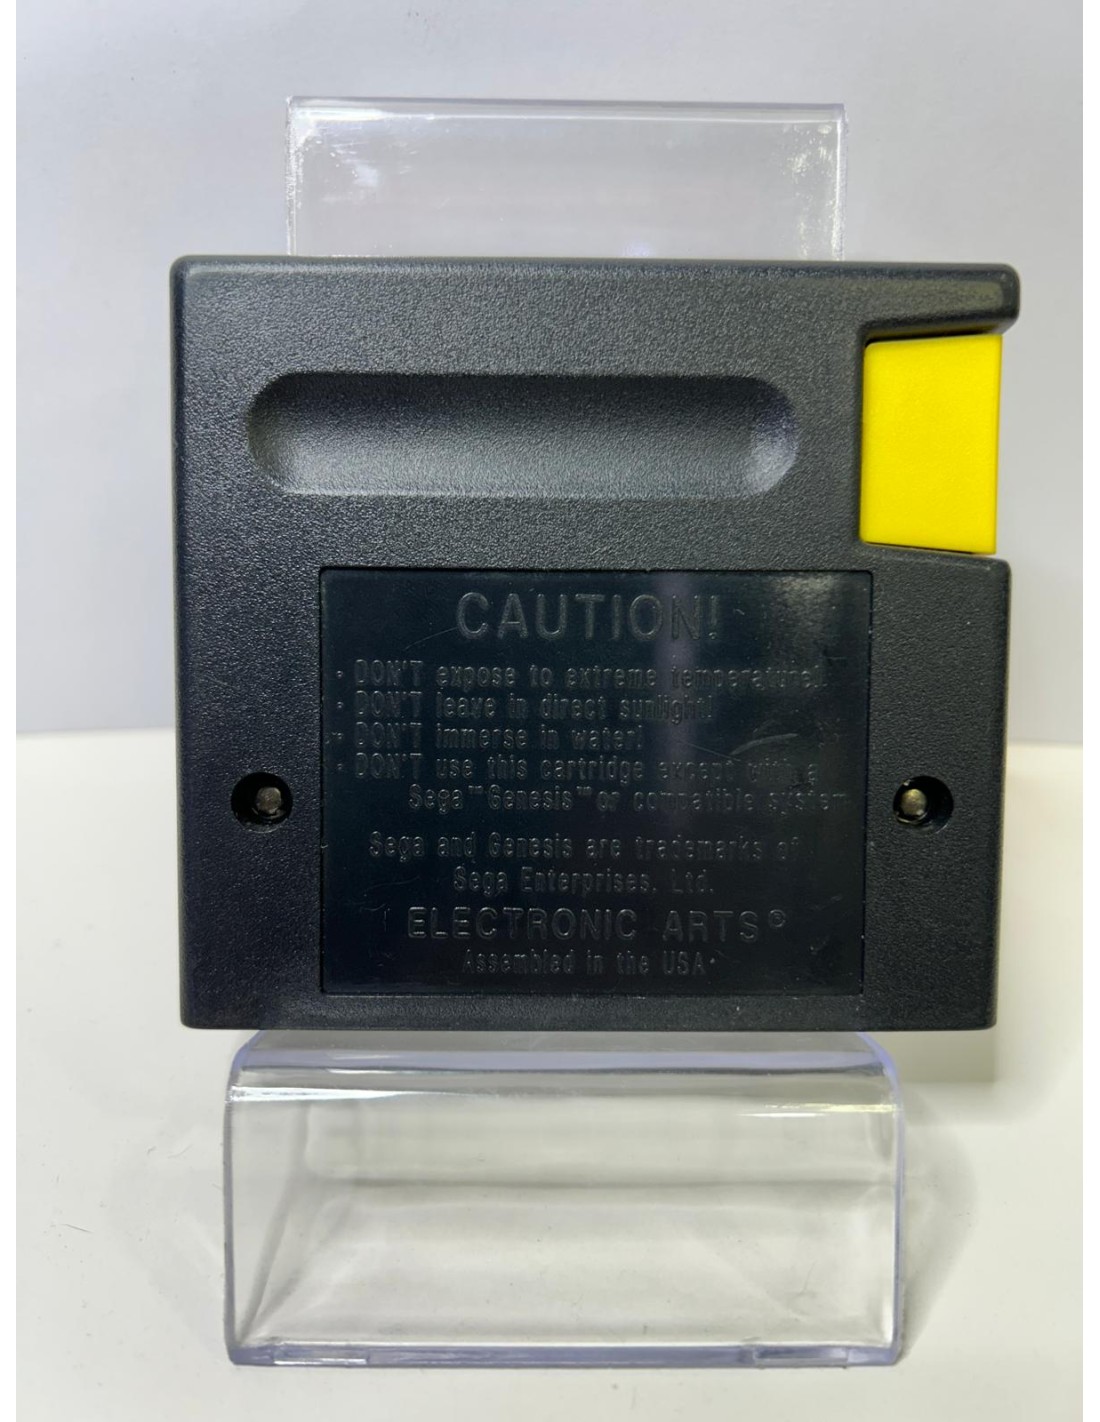 CAUTION!
• DON'T expose to extreme temperature!
• DON'T leave in direct sunlight!
• DON'T immerse in water!
• DON'T use this cartridge except with a
Sega™ Genesis™ or compatible system
Sega and Genesis are trademarks of
Sega Enterprises. Ltd.
ELECTRONIC ARTS®
Assembled in the USA•